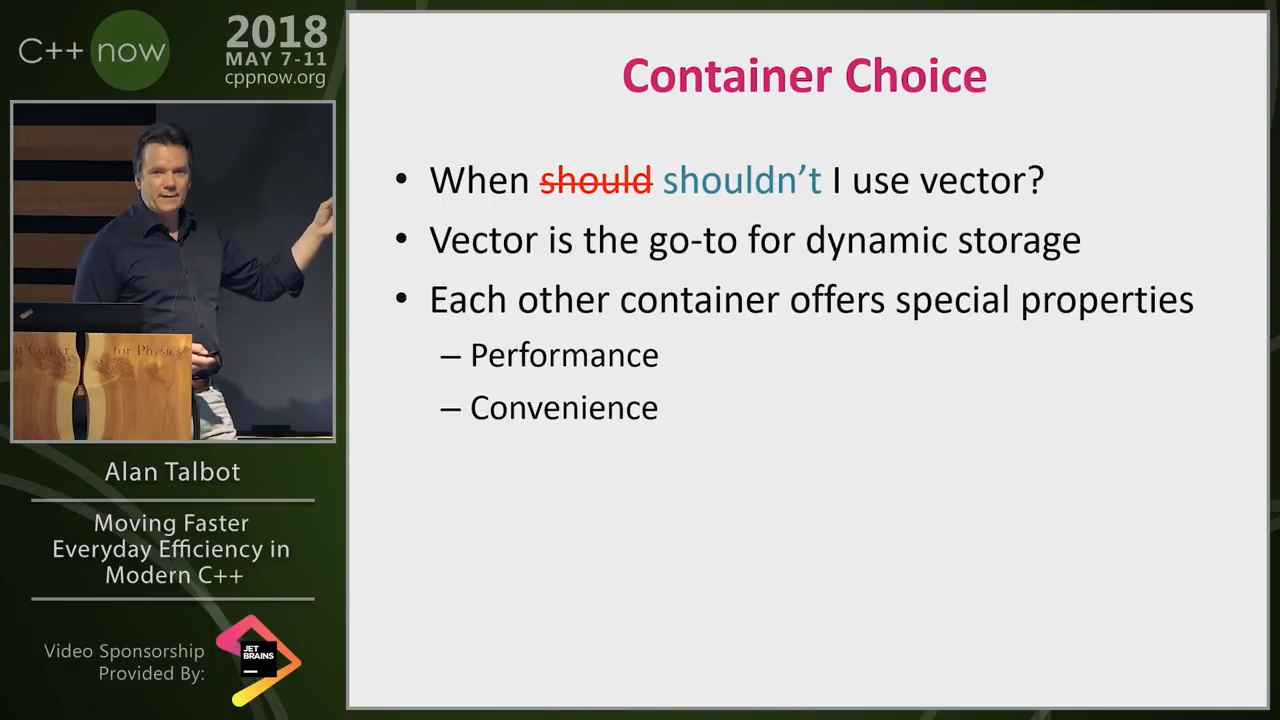 C++ now
2018
MAY 7-11
cppnow.org
for Physics
Alan Talbot
Moving Faster
Everyday Efficiency in
Modern C++
Video Sponsorship
Provided By:
JET
BRAINS
Container Choice
• When should shouldn't I use vector?
• Vector is the go-to for dynamic storage
• Each other container offers special properties
– Performance
– Convenience